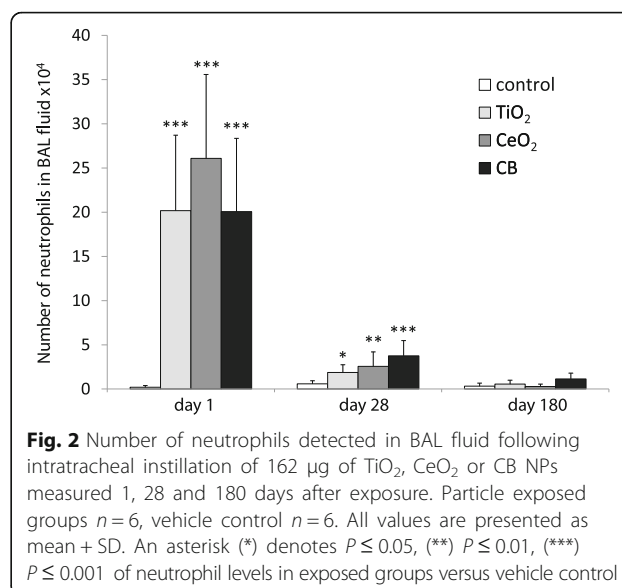 Number of neutrophils in BAL fluid x10⁴
40
35
30
25
20
15
10
5
0
***
***
***
*
**
***
control
TiO₂
CeO₂
CB
day 1
day 28
day 180
Fig. 2 Number of neutrophils detected in BAL fluid following
intratracheal instillation of 162 μg of TiO₂, CeO₂ or CB NPs
measured 1, 28 and 180 days after exposure. Particle exposed
groups n = 6, vehicle control n = 6. All values are presented as
mean + SD. An asterisk (*) denotes P ≤ 0.05, (**) P ≤ 0.01, (***)
P ≤ 0.001 of neutrophil levels in exposed groups versus vehicle control